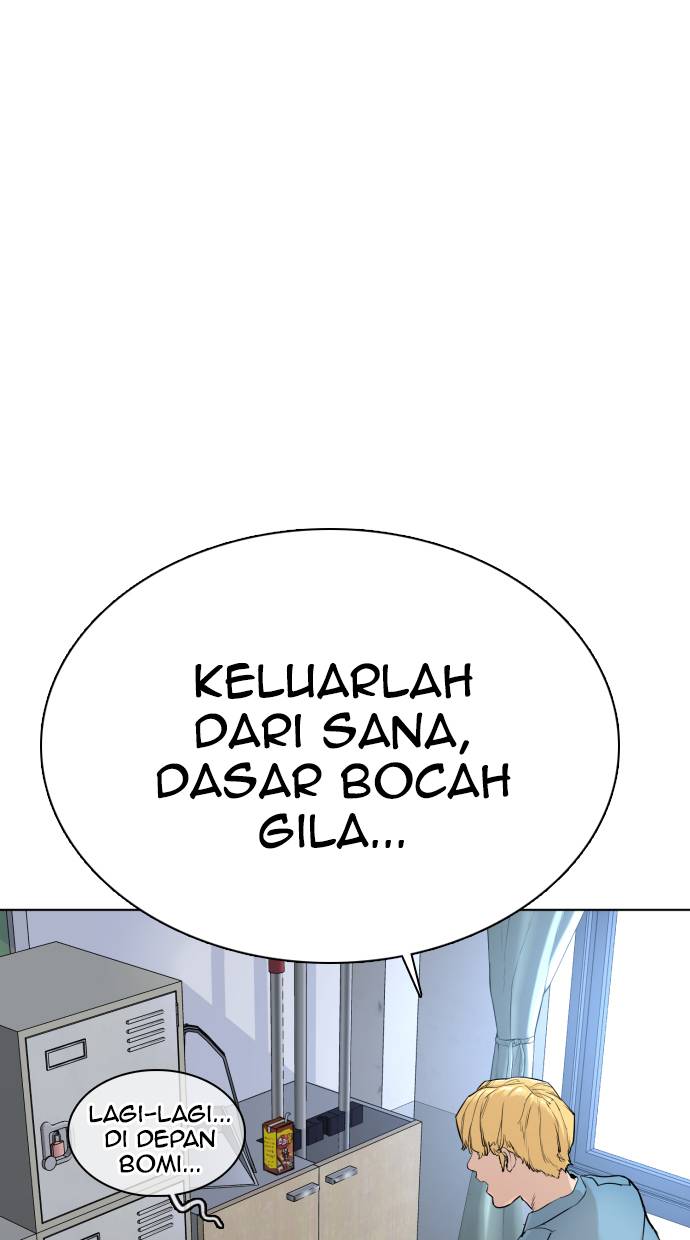 KELUARLAH
DARI SANA,
DASAR BOCAH
GILA...
LAGI-LAGI...
DI DEPAN
BOMI...